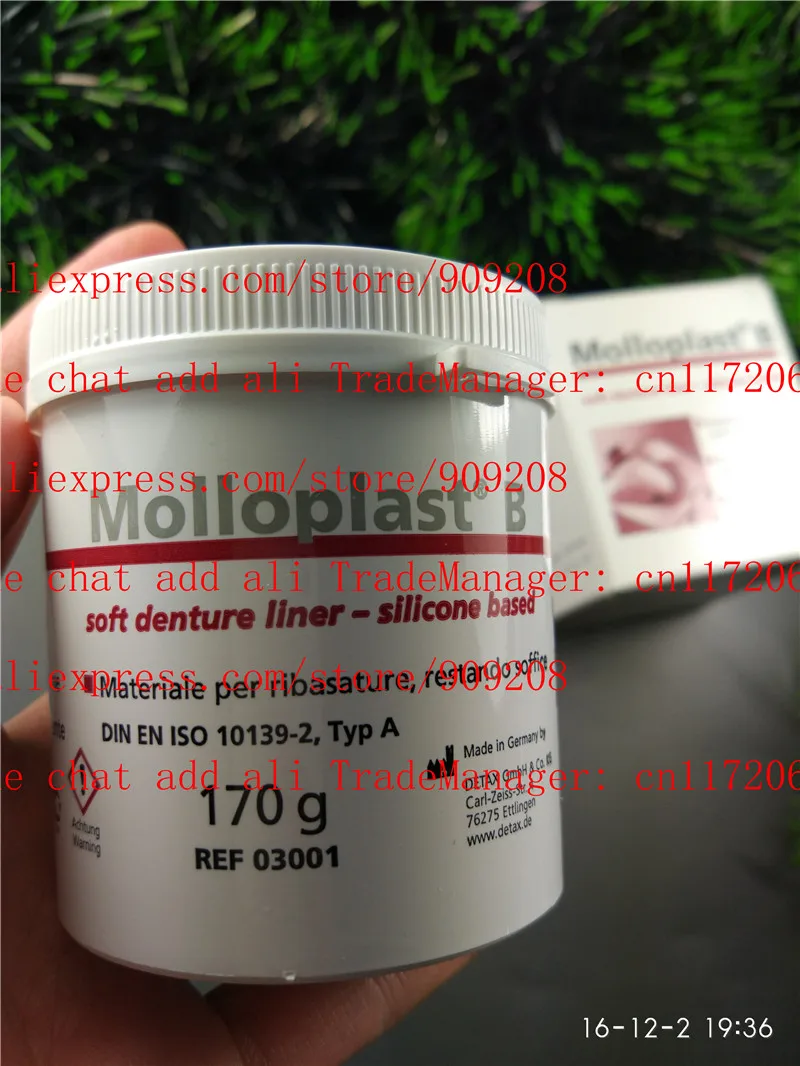 liexpress.com/store/909208
Molloplast® B
e chat add ali TradeManager: cn117206
liexpress.com/store/909208
Molloplast® B
e chat add ali TradeManager: cn117206
soft denture liner – silicone based
liexpress.com/store/909208
Materiale per ribasature, restando soffice
DIN EN ISO 10139-2, Typ A
Made in Germany by
e chat add ali TradeManager: cn117206
DETAX GmbH & Co. KG
Carl-Zeiss-Str.
76275 Ettlingen
www.detax.de
170 g
Achtung
Warning
REF 03001
16-12-2 19:36